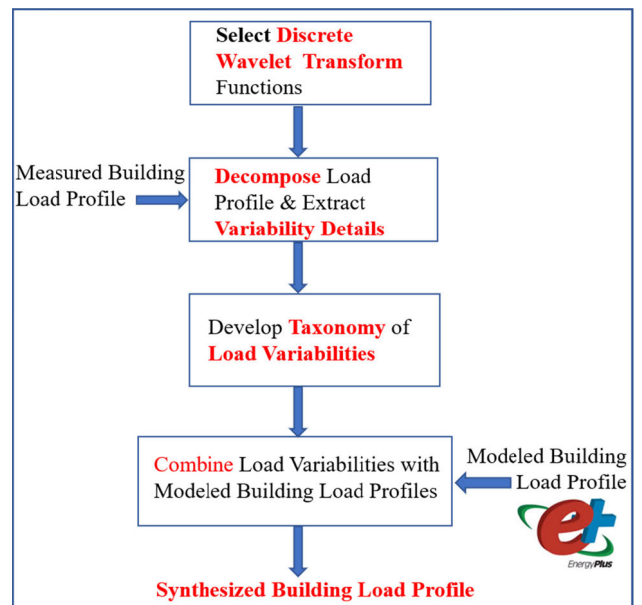 Select Discrete
Wavelet Transform
Functions
Measured Building
Load Profile
Decompose Load
Profile & Extract
Variability Details
Develop Taxonomy of
Load Variabilities
Combine Load Variabilities with
Modeled Building Load Profiles
Modeled Building
Load Profile
e+
EnergyPlus
Synthesized Building Load Profile